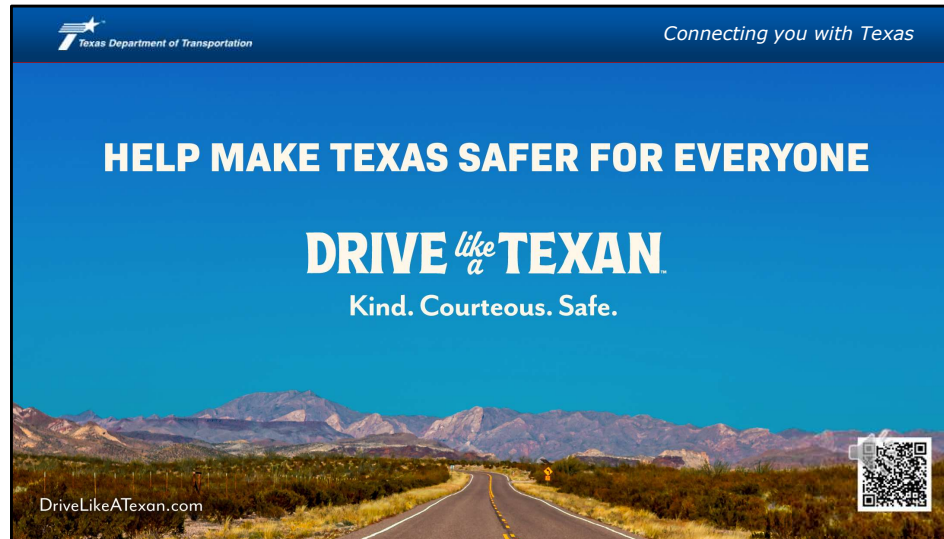 Texas Department of Transportation
Connecting you with Texas
HELP MAKE TEXAS SAFER FOR EVERYONE
DRIVE like a TEXAN™
Kind. Courteous. Safe.
DriveLikeATexan.com